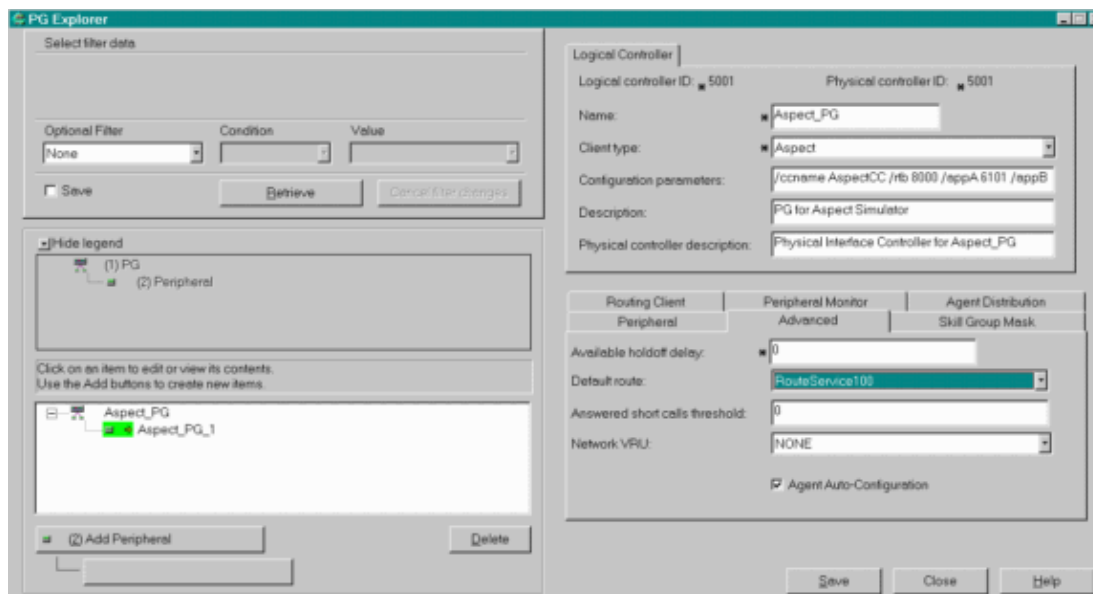 PG Explorer
Select filter data
Optional Filter Condition Value
None
Save Retrieve Cancel filter changes
Hide legend
(1) PG
(2) Peripheral
Click on an item to edit or view its contents.
Use the Add buttons to create new items.
Aspect_PG
Aspect_PG_1
(2) Add Peripheral Delete
Logical Controller
Logical controller ID: 5001 Physical controller ID: 5001
Name: Aspect_PG
Client type: Aspect
Configuration parameters: /ccname AspectCC /rtb 8000 /appA 6101 /appB
Description: PG for Aspect Simulator
Physical controller description: Physical Interface Controller for Aspect_PG
Routing Client Peripheral Monitor Agent Distribution
Peripheral Advanced Skill Group Mask
Available holdoff delay: 0
Default route: RouteService100
Answered short calls threshold: 0
Network VRU: NONE
Agent Auto-Configuration
Save Close Help